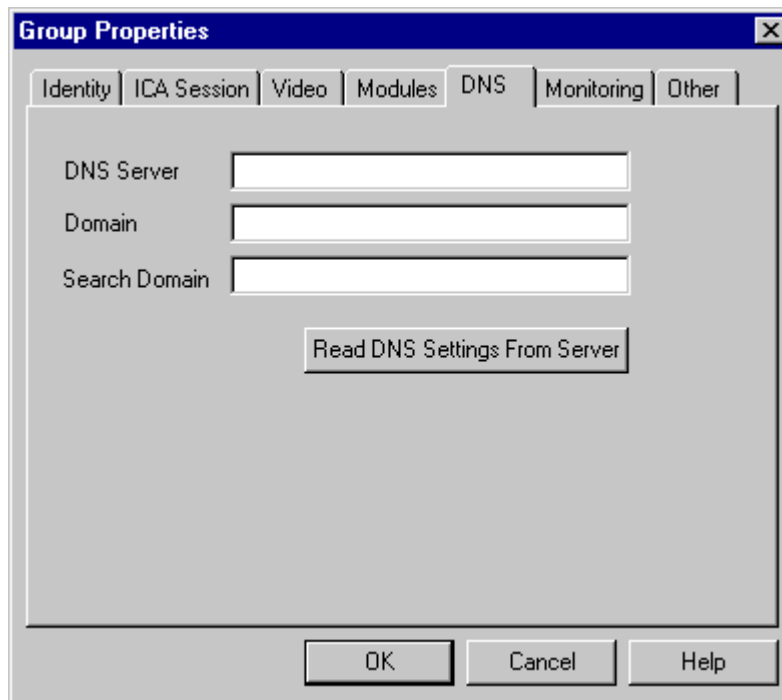 Group Properties
Identity ICA Session Video Modules DNS Monitoring Other
DNS Server
Domain
Search Domain
Read DNS Settings From Server
OK Cancel Help